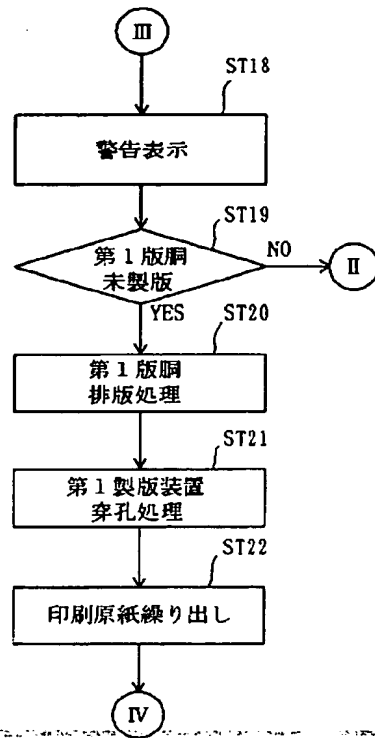 III
ST18
警告表示
ST19
第1版胴
未製版
NO
II
YES
ST20
第1版胴
排版処理
ST21
第1製版装置
穿孔処理
ST22
印刷原紙繰り出し
IV